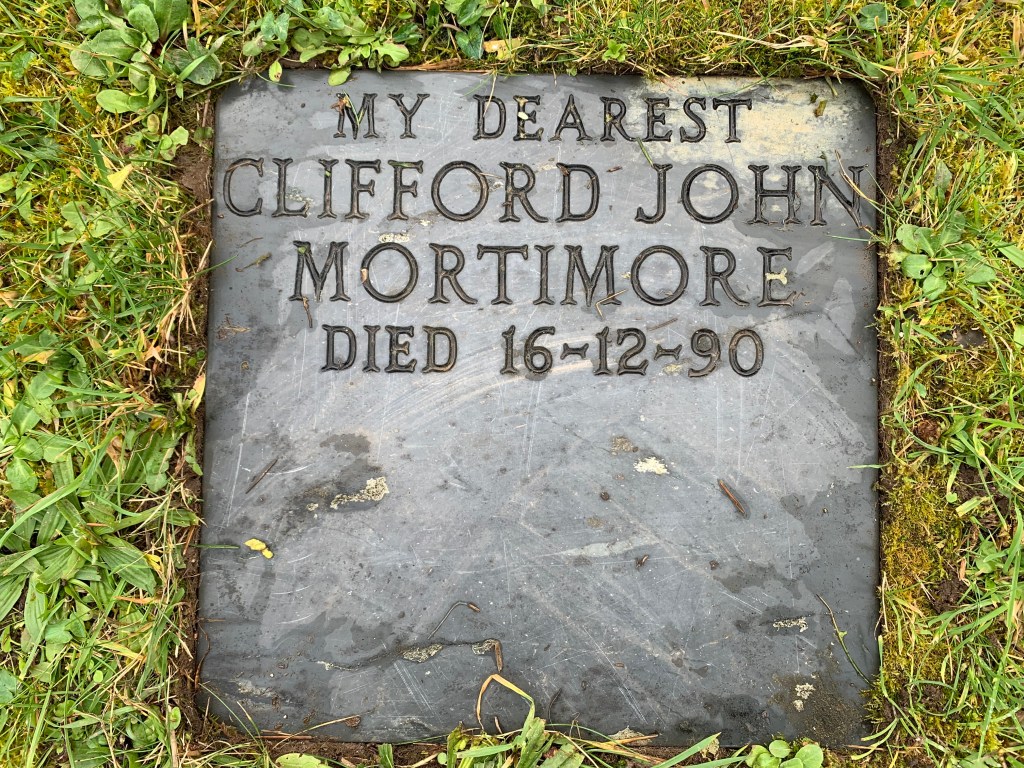 MY DEAREST
CLIFFORD JOHN
MORTIMORE
DIED 16-12-90